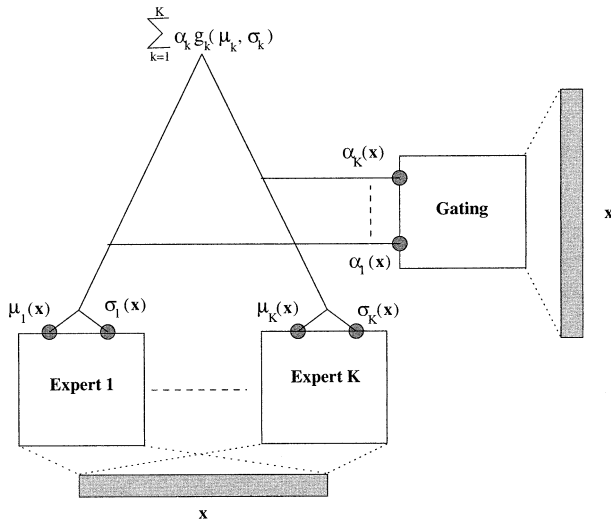 K
∑ α_k g_k( μ_k, σ_k)
k=1
α_K(x)
Gating
x
α_1(x)
μ_1(x) σ_1(x) μ_K(x) σ_K(x)
Expert 1 Expert K
x